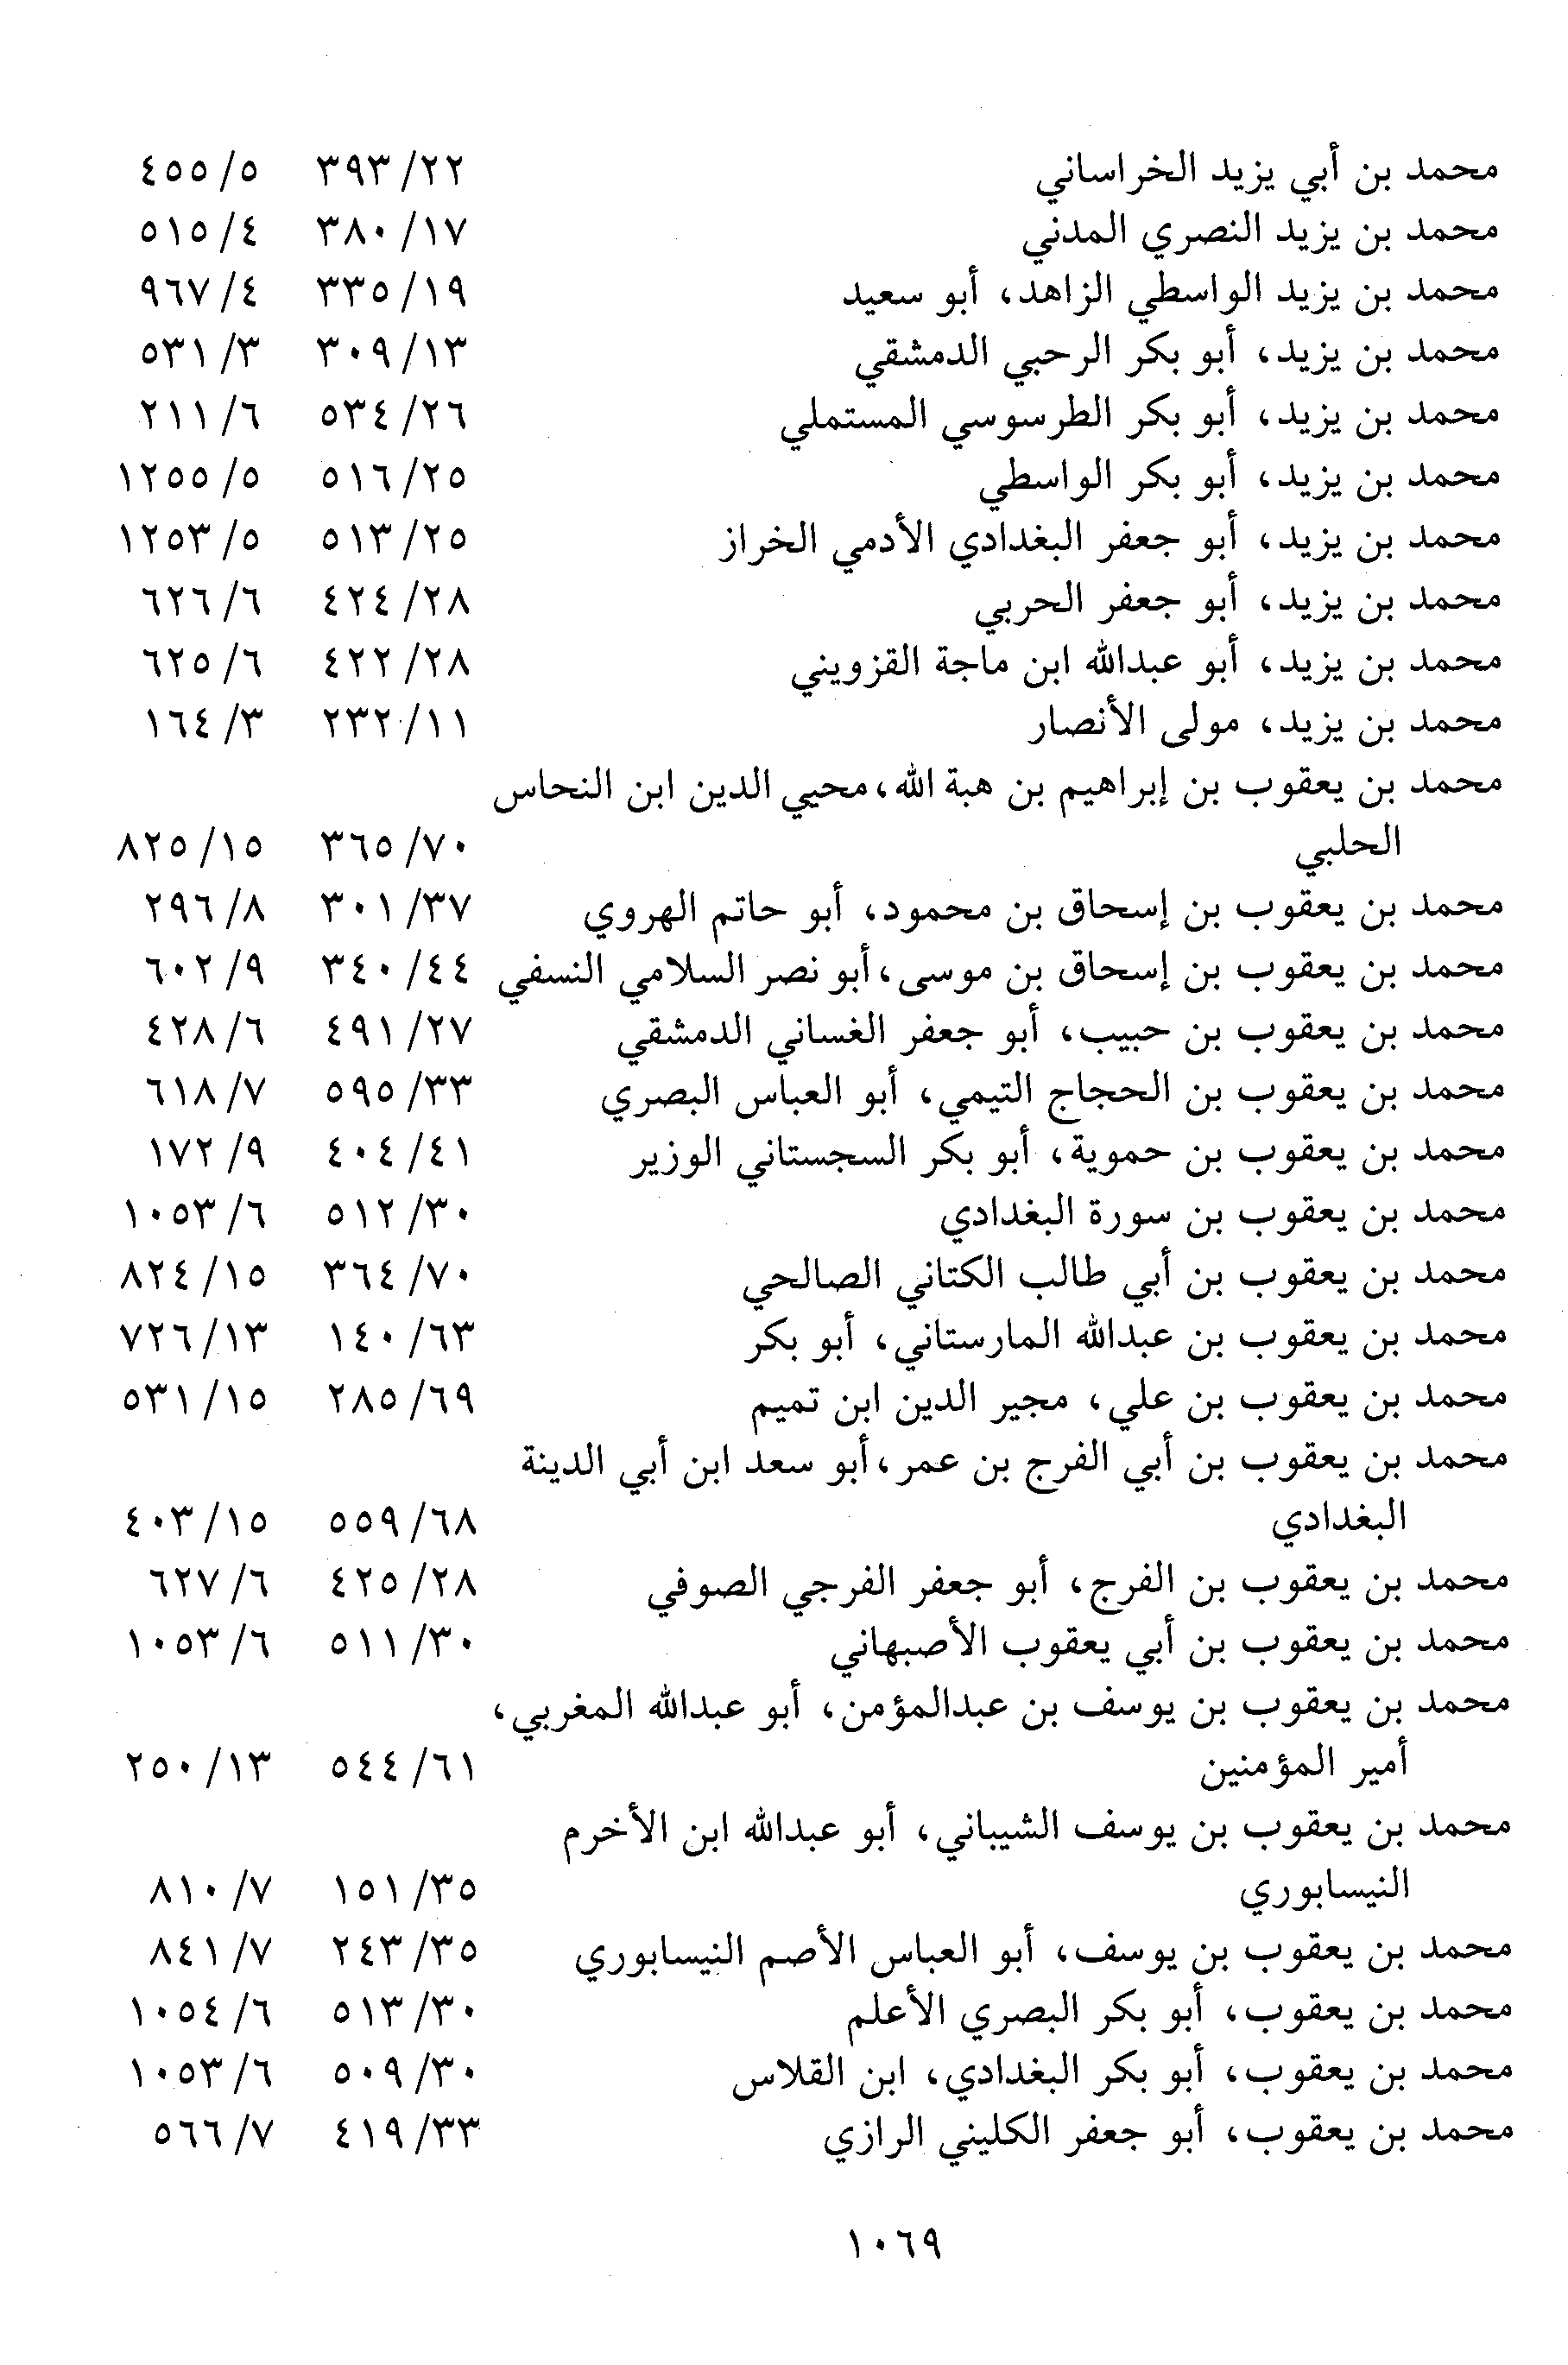 محمد بن أبي يزيد الخراساني ٢٢/ ٣٩٣ ٥/ ٤٥٥
محمد بن يزيد النصري المدني ١٧/ ٣٨٠ ٤/ ٥١٥
محمد بن يزيد الواسطي الزاهد، أبو سعيد ١٩/ ٣٣٥ ٤/ ٩٦٧
محمد بن يزيد، أبو بكر الرحبي الدمشقي ١٣/ ٣٠٩ ٣/ ٥٣١
محمد بن يزيد، أبو بكر الطرسوسي المستملي ٢٦/ ٥٣٤ ٦/ ٢١١
محمد بن يزيد، أبو بكر الواسطي ٢٥/ ٥١٦ ٥/ ١٢٥٥
محمد بن يزيد، أبو جعفر البغدادي الأدمي الخراز ٢٥/ ٥١٣ ٥/ ١٢٥٣
محمد بن يزيد، أبو جعفر الحربي ٢٨/ ٤٢٤ ٦/ ٦٢٦
محمد بن يزيد، أبو عبدالله ابن ماجة القزويني ٢٨/ ٤٢٢ ٦/ ٦٢٥
محمد بن يزيد، مولى الأنصار ١١/ ٢٣٢ ٣/ ١٦٤
محمد بن يعقوب بن إبراهيم بن هبة الله، محيي الدين ابن النحاس
الحلبي ٧٠/ ٣٦٥ ١٥/ ٨٢٥
محمد بن يعقوب بن إسحاق بن محمود، أبو حاتم الهروي ٣٧/ ٣٠١ ٨/ ٢٩٦
محمد بن يعقوب بن إسحاق بن موسى، أبو نصر السلامي النسفي ٤٤/ ٣٤٠ ٩/ ٦٠٢
محمد بن يعقوب بن حبيب، أبو جعفر الغساني الدمشقي ٢٧/ ٤٩١ ٦/ ٤٢٨
محمد بن يعقوب بن الحجاج التيمي، أبو العباس البصري ٣٣/ ٥٩٥ ٧/ ٦١٨
محمد بن يعقوب بن حموية، أبو بكر السجستاني الوزير ٤١/ ٤٠٤ ٩/ ١٧٢
محمد بن يعقوب بن سورة البغدادي ٣٠/ ٥١٢ ٦/ ١٠٥٣
محمد بن يعقوب بن أبي طالب الكتاني الصالحي ٧٠/ ٣٦٤ ١٥/ ٨٢٤
محمد بن يعقوب بن عبدالله المارستاني، أبو بكر ٦٣/ ١٤٠ ١٣/ ٧٢٦
محمد بن يعقوب بن علي، مجير الدين ابن تميم ٦٩/ ٢٨٥ ١٥/ ٥٣١
محمد بن يعقوب بن أبي الفرج بن عمر، أبو سعد ابن أبي الدينة
البغدادي ٦٨/ ٥٥٩ ١٥/ ٤٠٣
محمد بن يعقوب بن الفرج، أبو جعفر الفرجي الصوفي ٢٨/ ٤٢٥ ٦/ ٦٢٧
محمد بن يعقوب بن أبي يعقوب الأصبهاني ٣٠/ ٥١١ ٦/ ١٠٥٣
محمد بن يعقوب بن يوسف بن عبدالمؤمن، أبو عبدالله المغربي،
أمير المؤمنين ٦١/ ٥٤٤ ١٣/ ٢٥٠
محمد بن يعقوب بن يوسف الشيباني، أبو عبدالله ابن الأخرم
النيسابوري ٣٥/ ١٥١ ٧/ ٨١٠
محمد بن يعقوب بن يوسف، أبو العباس الأصم النيسابوري ٣٥/ ٢٤٣ ٧/ ٨٤١
محمد بن يعقوب، أبو بكر البصري الأعلم ٣٠/ ٥١٣ ٦/ ١٠٥٤
محمد بن يعقوب، أبو بكر البغدادي، ابن القلاس ٣٠/ ٥٠٩ ٦/ ١٠٥٣
محمد بن يعقوب، أبو جعفر الكليني الرازي ٣٣/ ٤١٩ ٧/ ٥٦٦
١٠٦٩